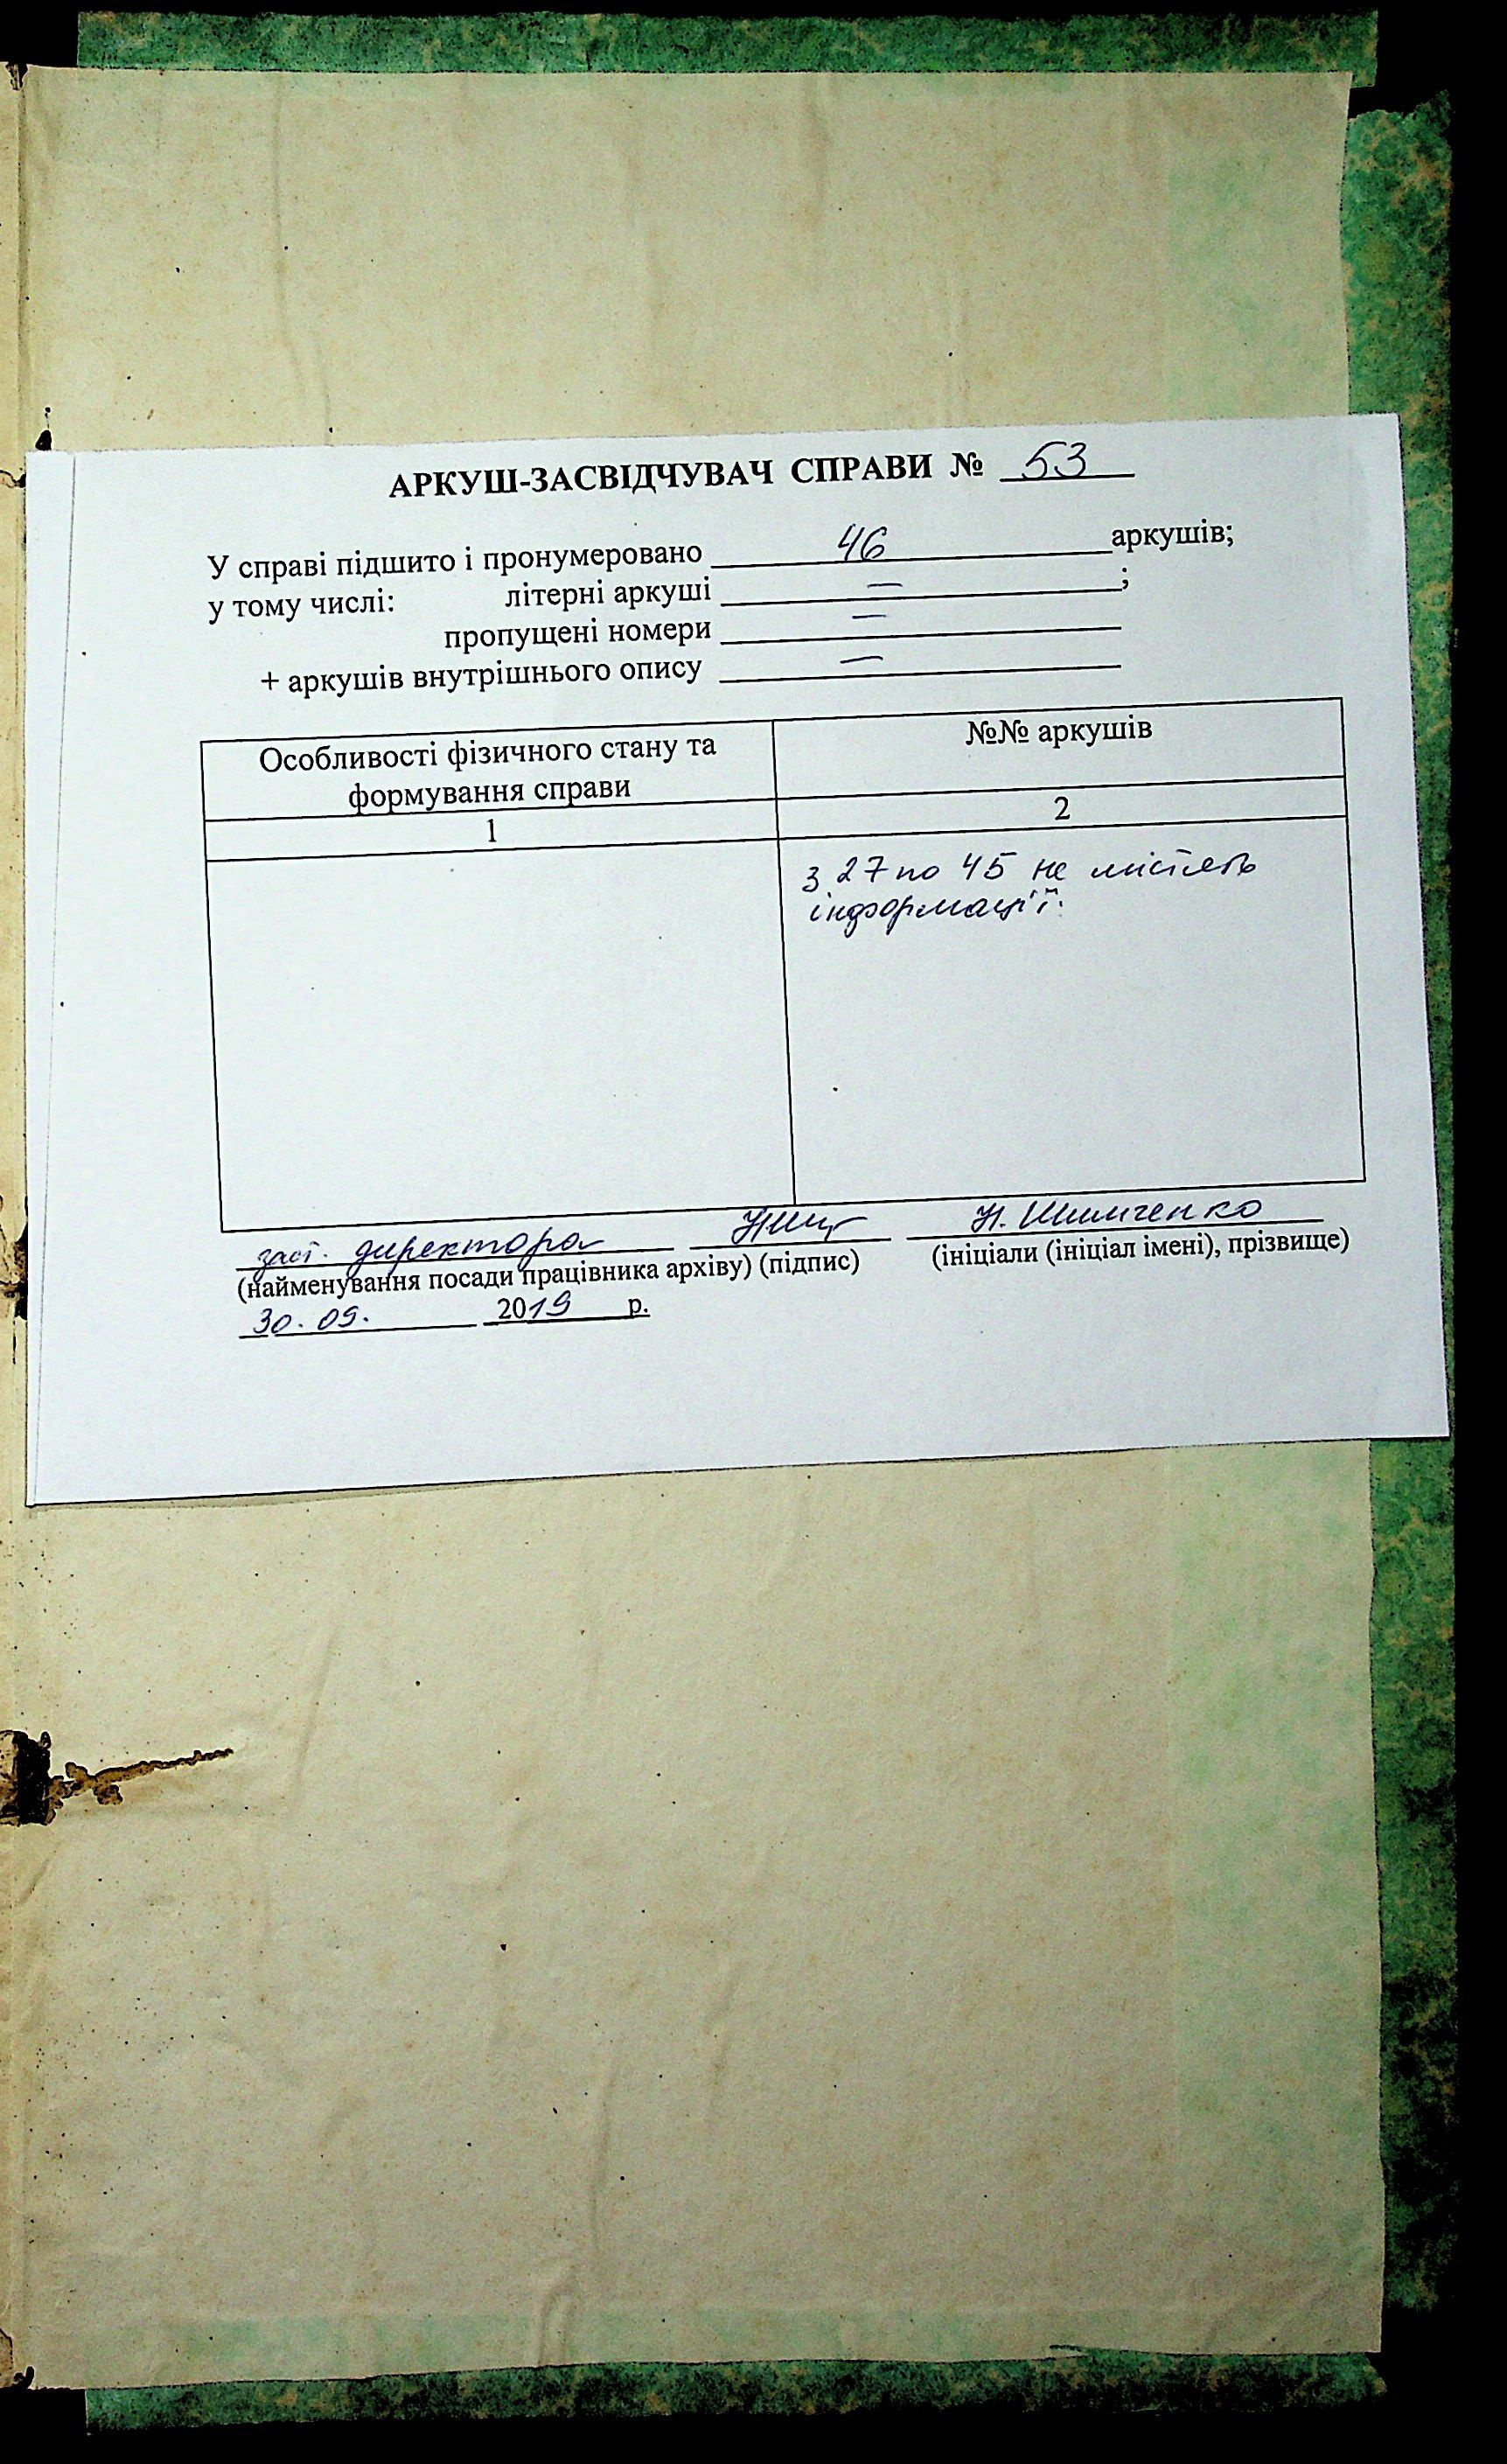 АРКУШ-ЗАСВІДЧУВАЧ СПРАВИ № 53
У справі підшито і пронумеровано 46 аркушів;
у тому числі: літерні аркуші — ;
пропущені номери —
+ аркушів внутрішнього опису —
Особливості фізичного стану та
формування справи
№№ аркушів
1
2
з 27 по 45 не містять
інформації.
заст. директора Н. Шимченко
(найменування посади працівника архіву) (підпис) (ініціали (ініціал імені), прізвище)
30.09. 2019 р.